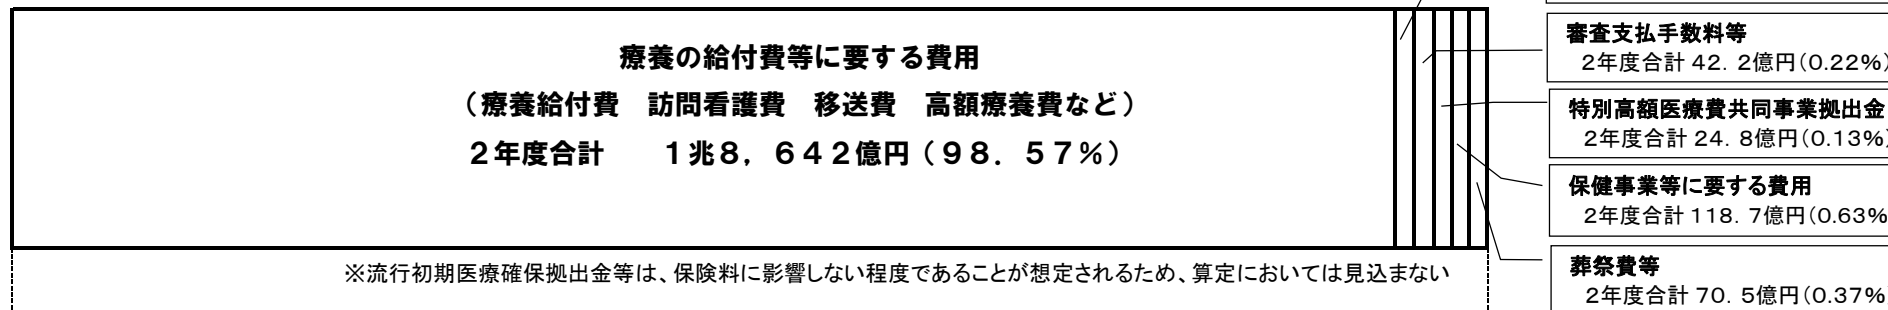 療養の給付費等に要する費用
（療養給付費　訪問看護費　移送費　高額療養費など）
２年度合計　　１兆８，６４２億円（９８．５７％）
※流行初期医療確保拠出金等は、保険料に影響しない程度であることが想定されるため、算定においては見込まない
審査支払手数料等
2年度合計 42．2億円（0.22%）
特別高額医療費共同事業拠出金
2年度合計 24．8億円（0.13%）
保健事業等に要する費用
2年度合計 118．7億円（0.63%
葬祭費等
2年度合計 70．5億円（0.37%